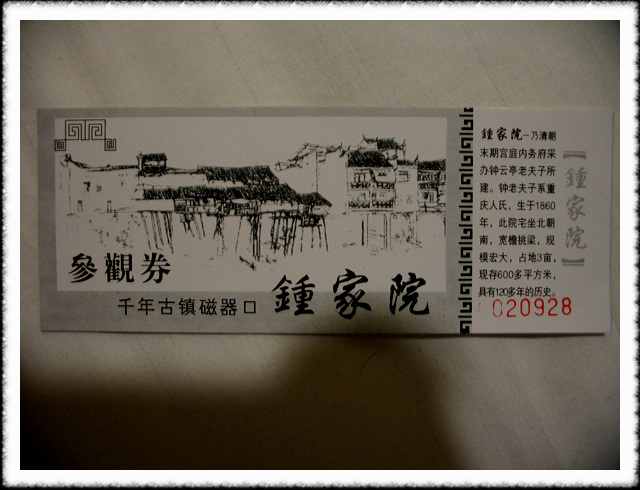 參觀券
千年古镇磁器口
鍾家院
鍾家院—乃清朝
末期宫庭内务府采
办钟云亭老夫子所
建。钟老夫子系重
庆人氏，生于1860
年，此院宅坐北朝
南，宽檐挑梁，规
模宏大，占地3亩，
现存600多平方米，
具有120多年的历史。
020928
鍾家院